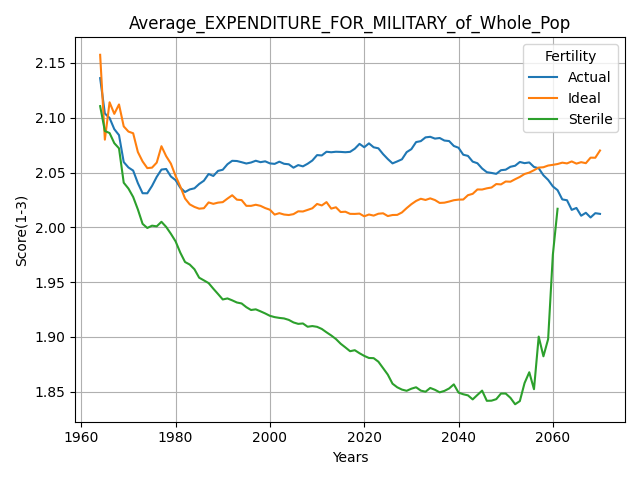 Average_EXPENDITURE_FOR_MILITARY_of_Whole_Pop
Fertility
Actual
Ideal
Sterile
Score(1-3)
2.15
2.10
2.05
2.00
1.95
1.90
1.85
1960
1980
2000
2020
2040
2060
Years